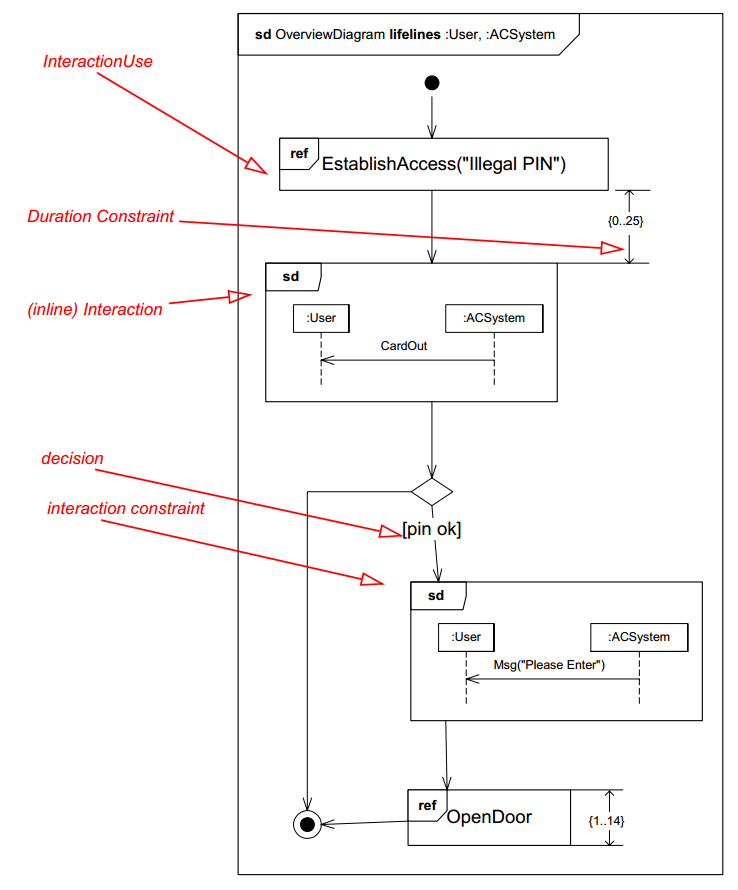 sd OverviewDiagram lifelines :User, :ACSystem
InteractionUse
ref
EstablishAccess("Illegal PIN")
Duration Constraint
{0..25}
sd
(inline) Interaction
:User
:ACSystem
CardOut
decision
interaction constraint
[pin ok]
sd
:User
:ACSystem
Msg("Please Enter")
ref
OpenDoor
{1..14}